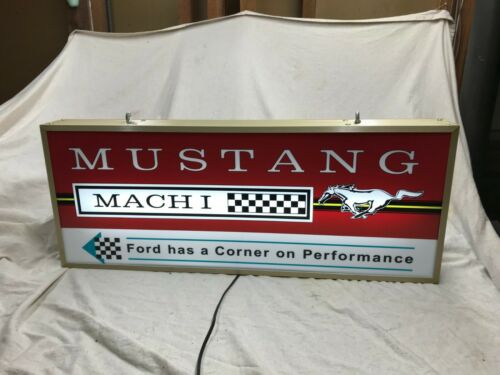 MUSTANG
MACH I
Ford has a Corner on Performance